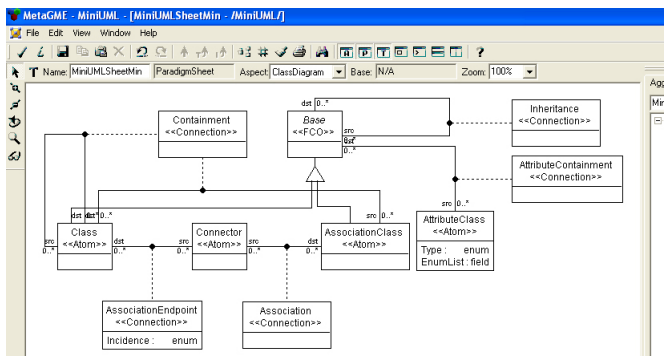 MetaGME - MiniUML - [MiniUMLSheetMin - /MiniUML/]
File Edit View Window Help
Name: MiniUMLSheetMin ParadigmSheet Aspect: ClassDiagram Base: N/A Zoom: 100%
Agg
Min
Containment
<<Connection>>
dst 0..*
Base
<<FCO>>
src
0..*
Inheritance
<<Connection>>
AttributeContainment
<<Connection>>
dst 0..*
dst 0..*
src 0..*
Class
<<Atom>>
src
0..*
dst
0..*
src
0..*
Connector
<<Atom>>
src
0..*
dst
0..*
AssociationClass
<<Atom>>
AttributeClass
<<Atom>>
Type : enum
EnumList : field
AssociationEndpoint
<<Connection>>
Incidence : enum
Association
<<Connection>>